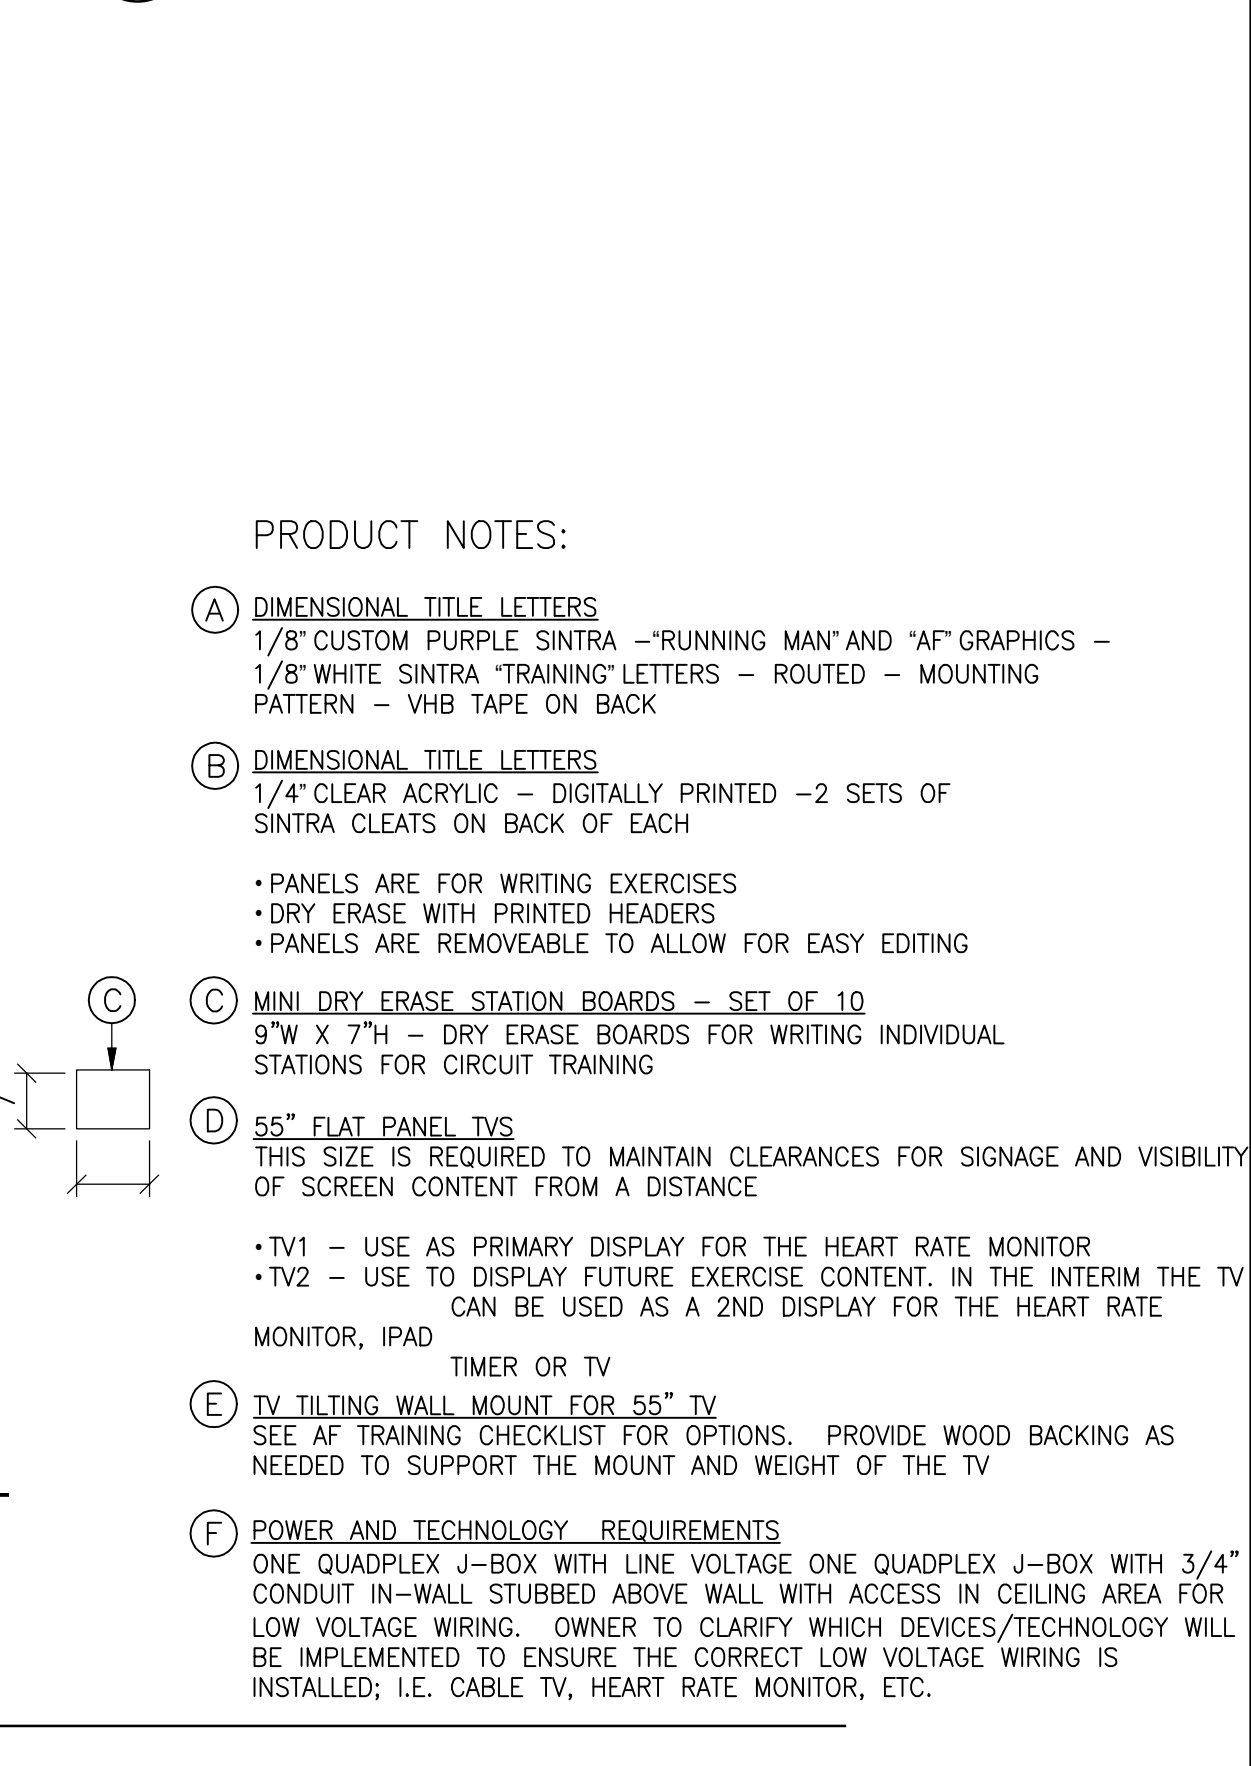 PRODUCT NOTES:
A DIMENSIONAL TITLE LETTERS
1/8" CUSTOM PURPLE SINTRA –“RUNNING MAN” AND “AF” GRAPHICS –
1/8" WHITE SINTRA “TRAINING” LETTERS – ROUTED – MOUNTING
PATTERN – VHB TAPE ON BACK
B DIMENSIONAL TITLE LETTERS
1/4" CLEAR ACRYLIC – DIGITALLY PRINTED –2 SETS OF
SINTRA CLEATS ON BACK OF EACH
• PANELS ARE FOR WRITING EXERCISES
• DRY ERASE WITH PRINTED HEADERS
• PANELS ARE REMOVEABLE TO ALLOW FOR EASY EDITING
C
C MINI DRY ERASE STATION BOARDS – SET OF 10
9"W X 7"H – DRY ERASE BOARDS FOR WRITING INDIVIDUAL
STATIONS FOR CIRCUIT TRAINING
D 55" FLAT PANEL TVS
THIS SIZE IS REQUIRED TO MAINTAIN CLEARANCES FOR SIGNAGE AND VISIBILITY
OF SCREEN CONTENT FROM A DISTANCE
• TV1 – USE AS PRIMARY DISPLAY FOR THE HEART RATE MONITOR
• TV2 – USE TO DISPLAY FUTURE EXERCISE CONTENT. IN THE INTERIM THE TV
CAN BE USED AS A 2ND DISPLAY FOR THE HEART RATE
MONITOR, IPAD
TIMER OR TV
E TV TILTING WALL MOUNT FOR 55" TV
SEE AF TRAINING CHECKLIST FOR OPTIONS. PROVIDE WOOD BACKING AS
NEEDED TO SUPPORT THE MOUNT AND WEIGHT OF THE TV
F POWER AND TECHNOLOGY REQUIREMENTS
ONE QUADPLEX J–BOX WITH LINE VOLTAGE ONE QUADPLEX J–BOX WITH 3/4"
CONDUIT IN–WALL STUBBED ABOVE WALL WITH ACCESS IN CEILING AREA FOR
LOW VOLTAGE WIRING. OWNER TO CLARIFY WHICH DEVICES/TECHNOLOGY WILL
BE IMPLEMENTED TO ENSURE THE CORRECT LOW VOLTAGE WIRING IS
INSTALLED; I.E. CABLE TV, HEART RATE MONITOR, ETC.